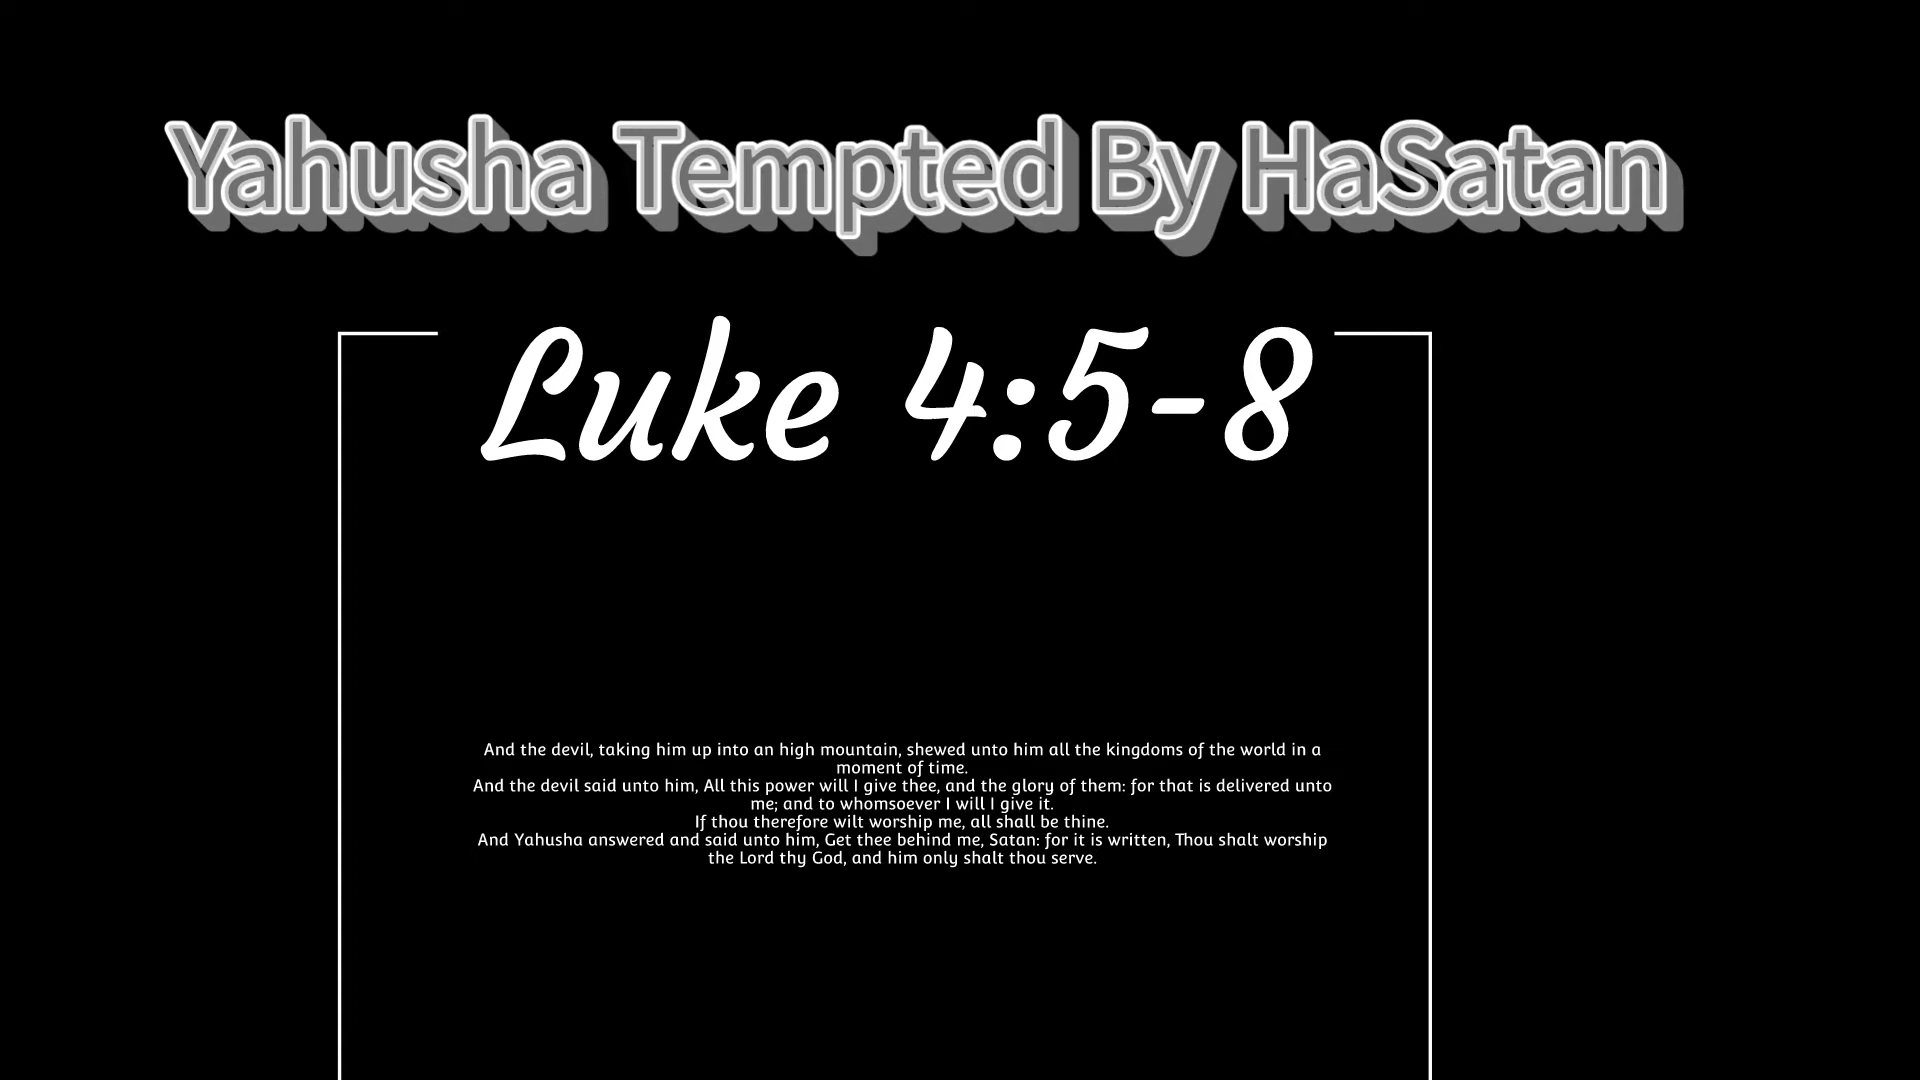 Yahusha Tempted By HaSatan
Luke 4:5-8
And the devil, taking him up into an high mountain, shewed unto him all the kingdoms of the world in a
moment of time.
And the devil said unto him, All this power will I give thee, and the glory of them: for that is delivered unto
me; and to whomsoever I will I give it.
If thou therefore wilt worship me, all shall be thine.
And Yahusha answered and said unto him, Get thee behind me, Satan: for it is written, Thou shalt worship
the Lord thy God, and him only shalt thou serve.